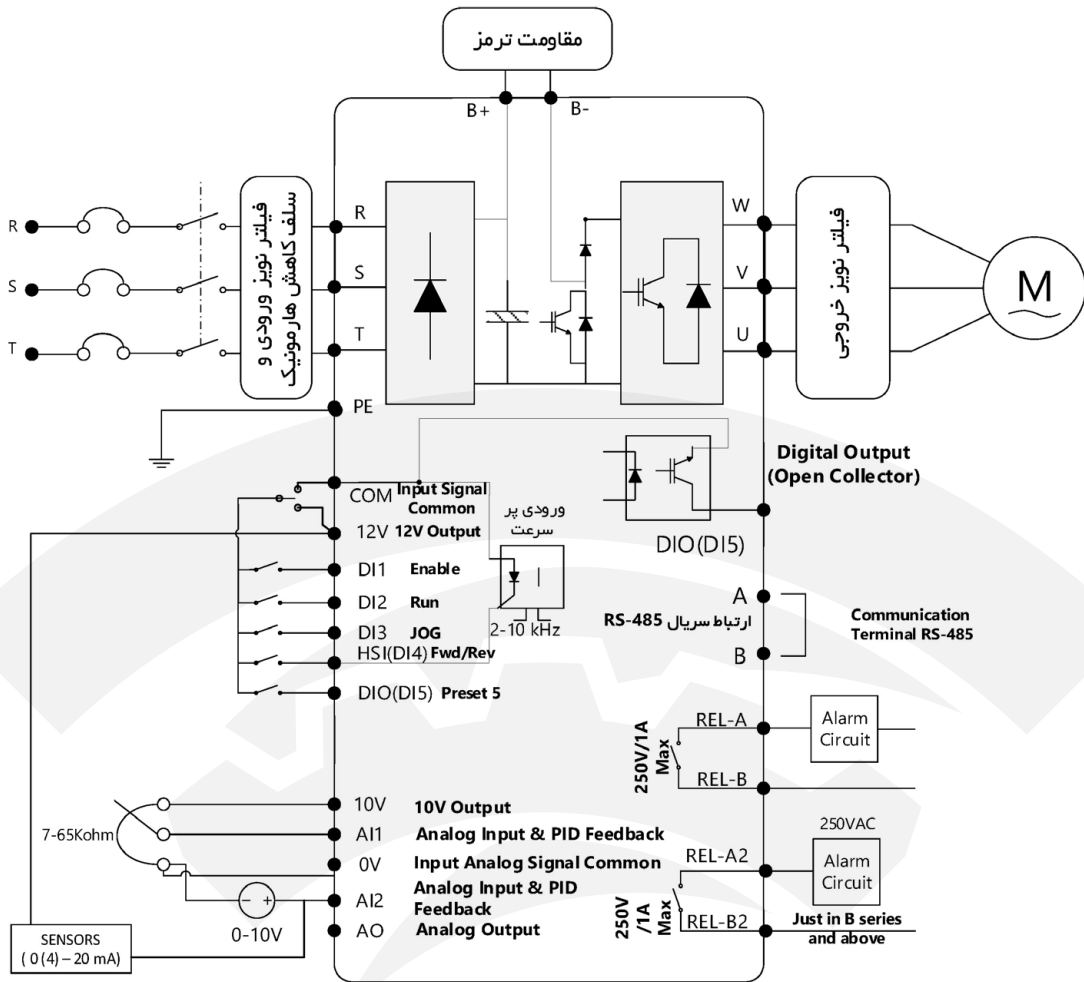 مقاومت ترمز
B+
B-
R
S
T
فیلتر نویز ورودی و
سلف کاهش هارمونیک
R
S
T
PE
W
V
U
فیلتر نویز خروجی
M
COM Input Signal
Common
12V 12V Output
DI1 Enable
DI2 Run
DI3 JOG
HSI(DI4) Fwd/Rev
DIO(DI5) Preset 5
ورودی پر
سرعت
2-10 kHz
Digital Output
(Open Collector)
DIO(DI5)
A
ارتباط سریال RS-485
B
Communication
Terminal RS-485
REL-A
REL-B
250V/1A
Max
Alarm
Circuit
7-65Kohm
10V 10V Output
AI1 Analog Input & PID Feedback
0V Input Analog Signal Common
AI2 Analog Input & PID
Feedback
AO Analog Output
- +
0-10V
SENSORS
( 0 (4) – 20 mA)
250VAC
REL-A2
REL-B2
250V
/1A
Max
Alarm
Circuit
Just in B series
and above